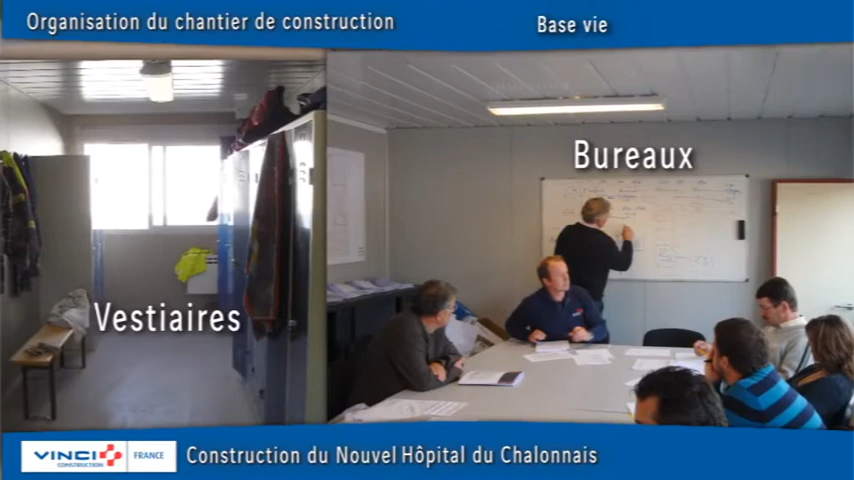 Organisation du chantier de construction
Base vie
Bureaux
Vestiaires
VINCI
CONSTRUCTION
FRANCE
Construction du Nouvel Hôpital du Chalonnais